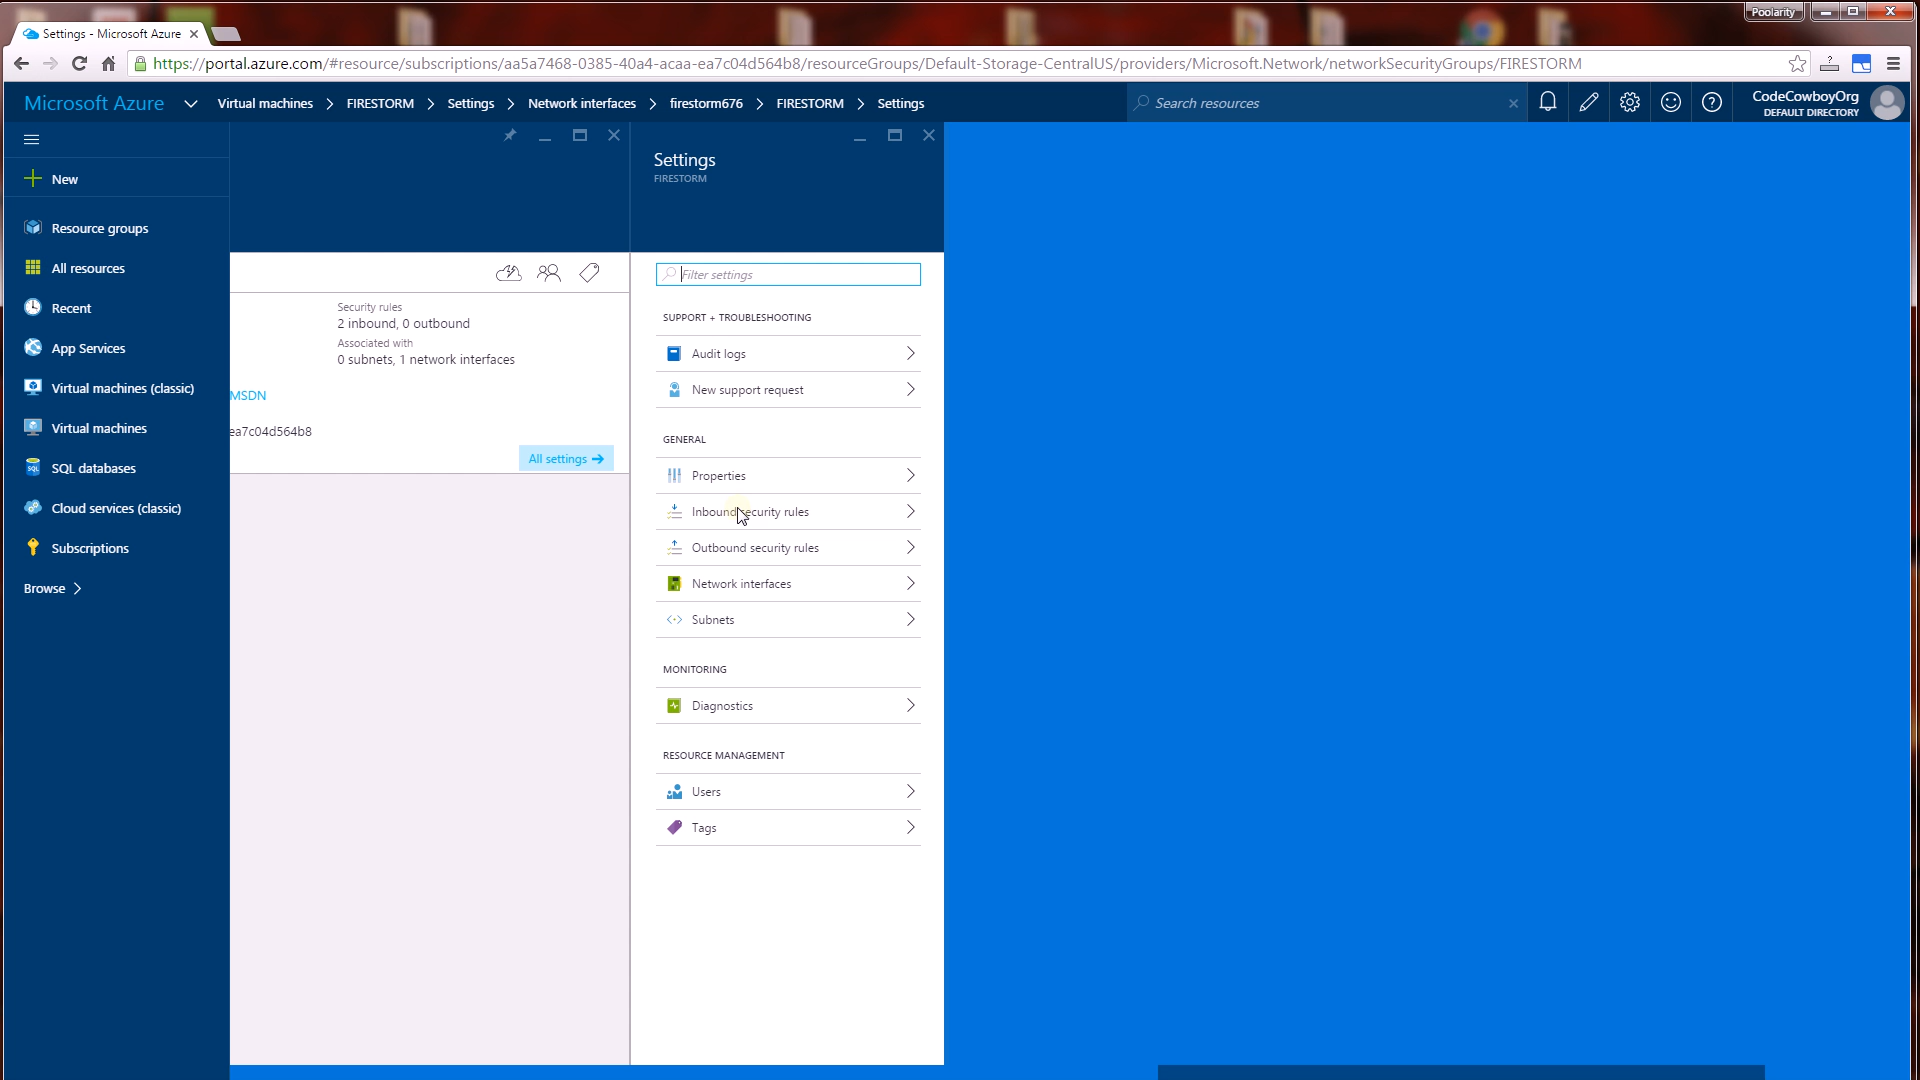 Poolarity
Settings - Microsoft Azure
https://portal.azure.com/#resource/subscriptions/aa5a7468-0385-40a4-acaa-ea7c04d564b8/resourceGroups/Default-Storage-CentralUS/providers/Microsoft.Network/networkSecurityGroups/FIRESTORM
Microsoft Azure Virtual machines FIRESTORM Settings Network interfaces firestorm676 FIRESTORM Settings Search resources
CodeCowboyOrg
DEFAULT DIRECTORY
New
Resource groups
All resources
Recent
App Services
Virtual machines (classic)
Virtual machines
SQL databases
Cloud services (classic)
Subscriptions
Browse
Security rules
2 inbound, 0 outbound
Associated with
0 subnets, 1 network interfaces
MSDN
ea7c04d564b8
All settings
Settings
FIRESTORM
Filter settings
SUPPORT + TROUBLESHOOTING
Audit logs
New support request
GENERAL
Properties
Inbound security rules
Outbound security rules
Network interfaces
Subnets
MONITORING
Diagnostics
RESOURCE MANAGEMENT
Users
Tags